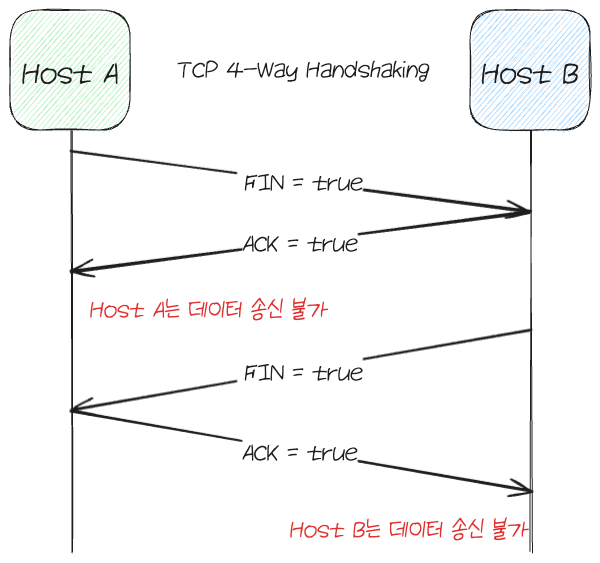 Host A
TCP 4-Way Handshaking
Host B
FIN = true
ACK = true
Host A는 데이터 송신 불가
FIN = true
ACK = true
Host B는 데이터 송신 불가